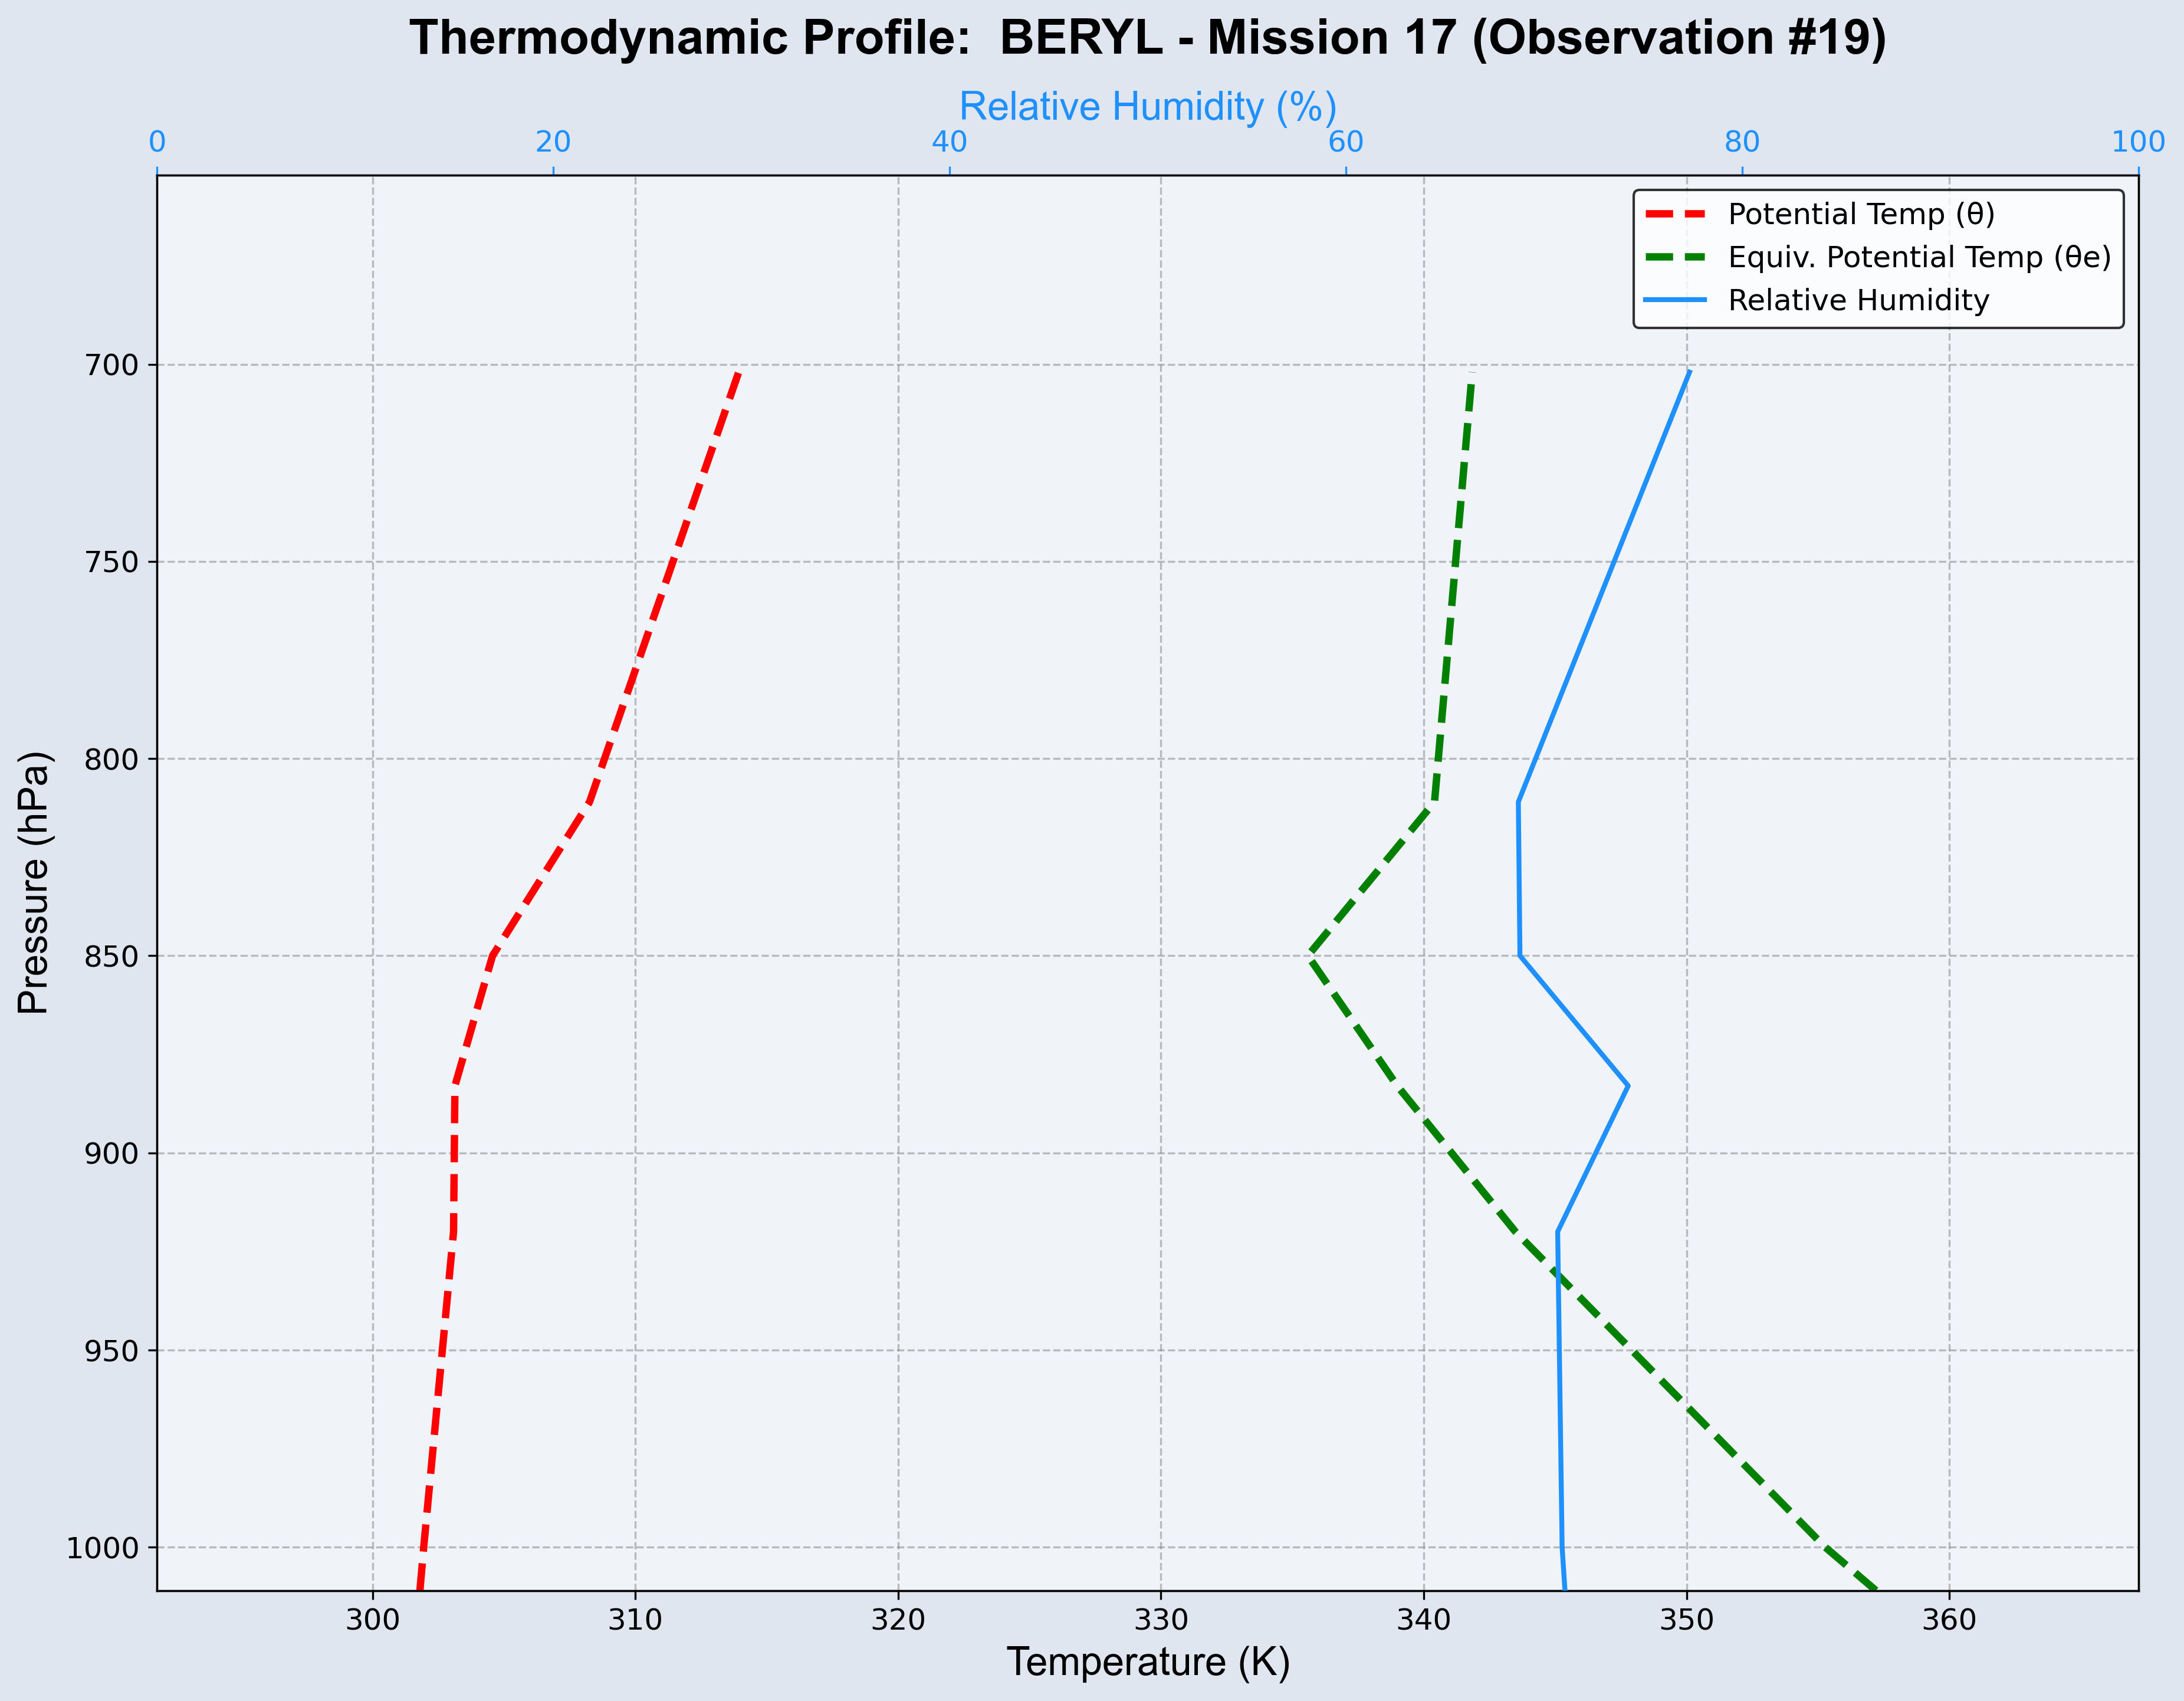 Thermodynamic Profile:  BERYL - Mission 17 (Observation #19)
Relative Humidity (%)
0 20 40 60 80 100
Potential Temp (θ)
Equiv. Potential Temp (θe)
Relative Humidity
700
750
800
850
900
950
1000
Pressure (hPa)
300 310 320 330 340 350 360
Temperature (K)